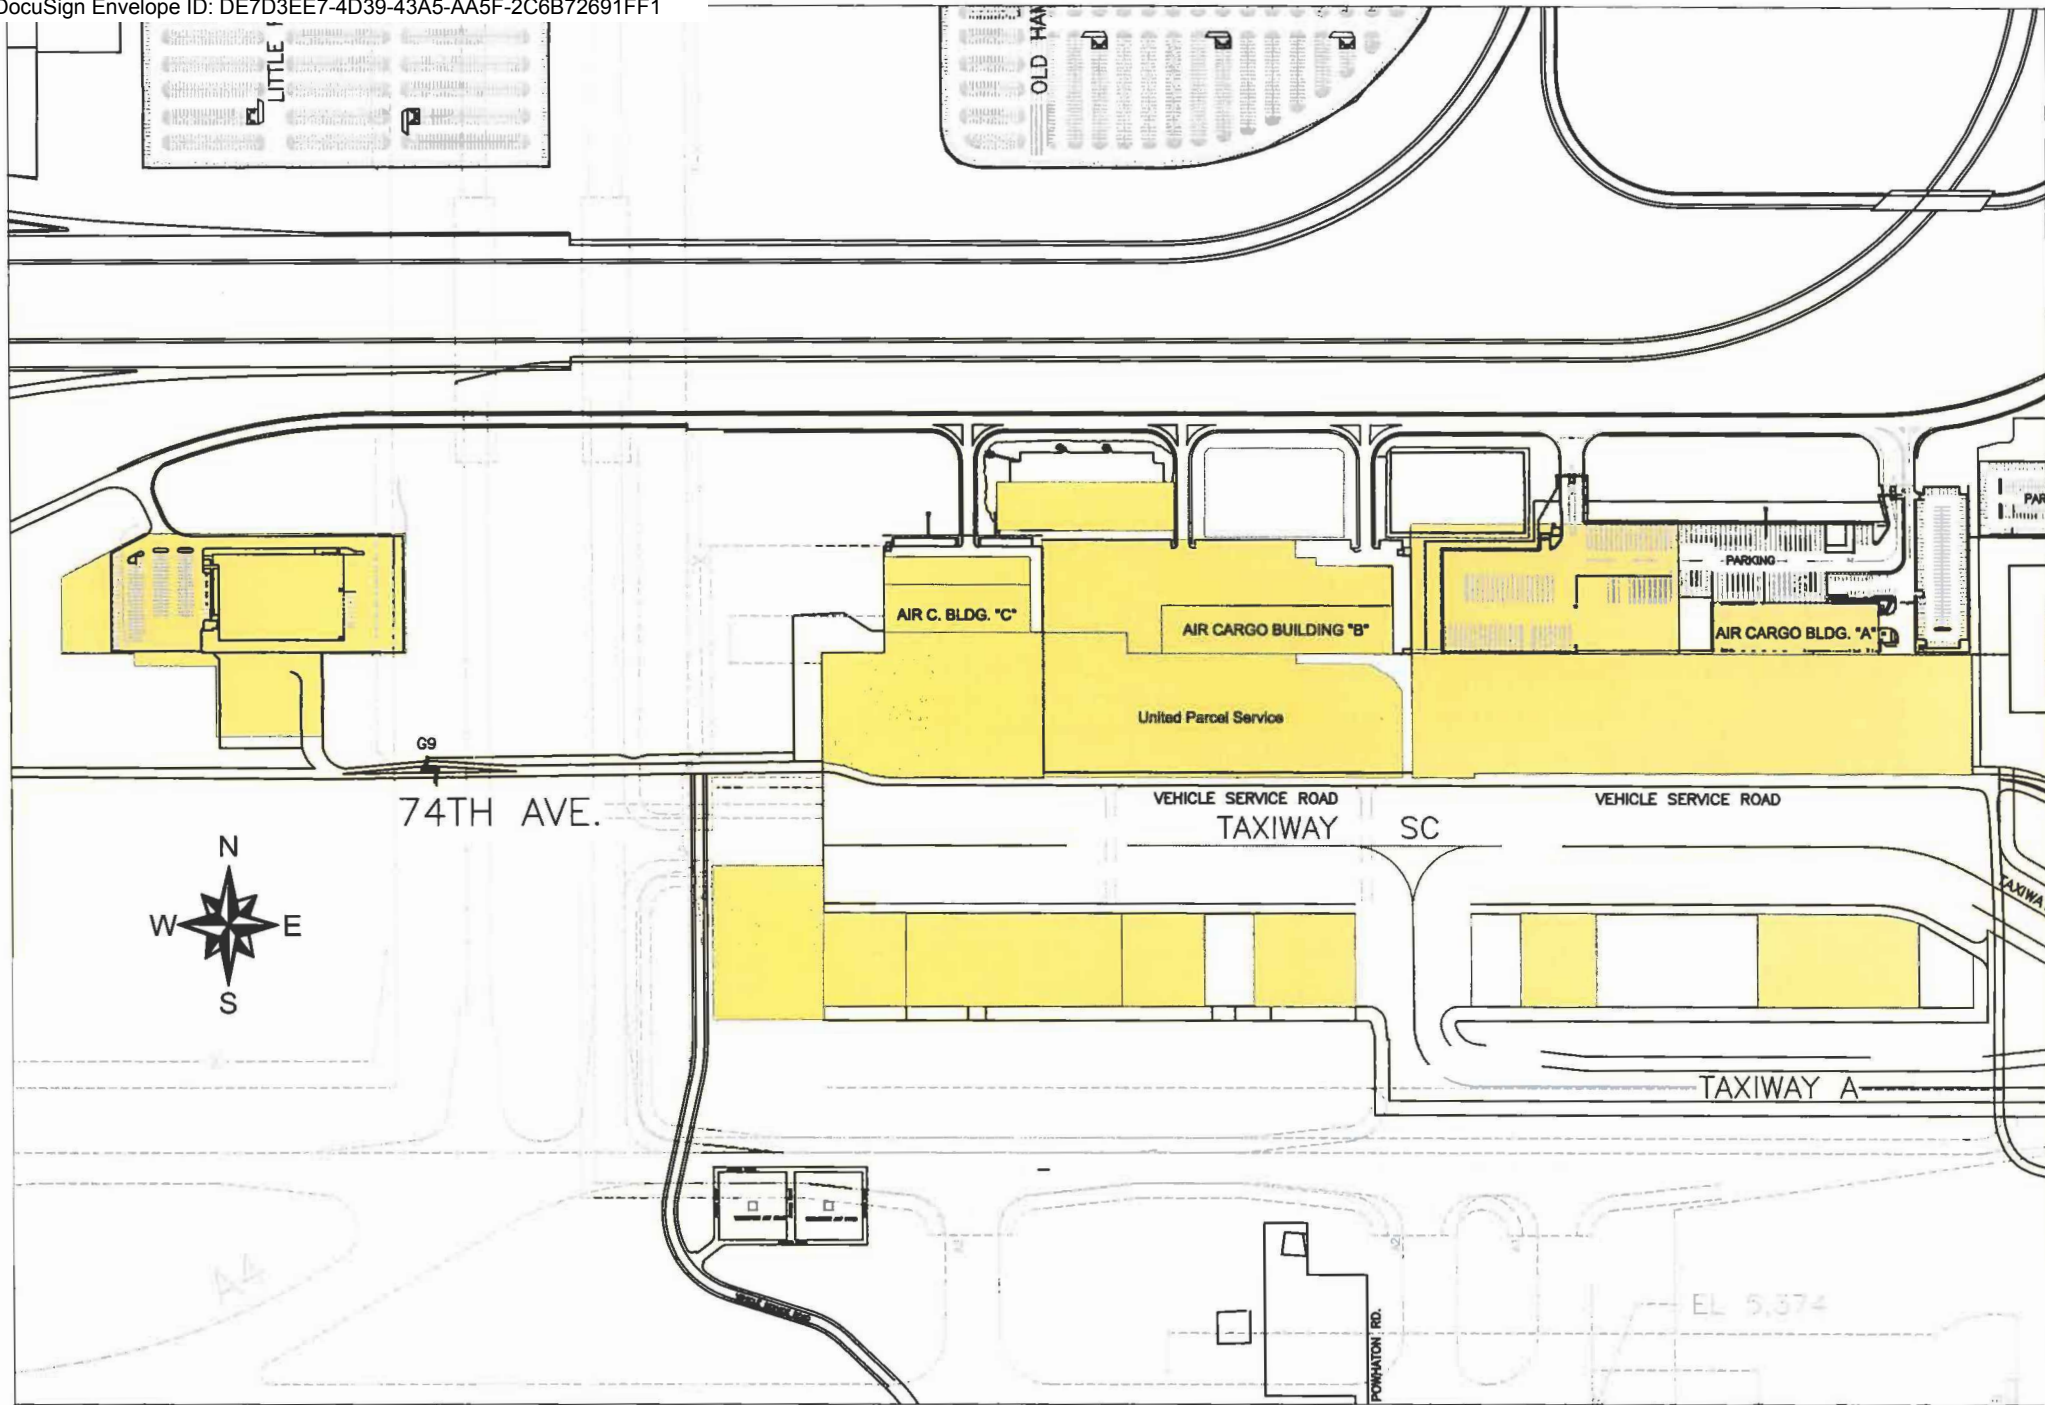 DocuSign Envelope ID: DE7D3EE7-4D39-43A5-AA5F-2C6B72691FF1
LITTLE
OLD
PARKING
AIR C. BLDG. "C"
AIR CARGO BUILDING "B"
AIR CARGO BLDG. "A"
United Parcel Service
G9
74TH AVE.
VEHICLE SERVICE ROAD
VEHICLE SERVICE ROAD
TAXIWAY SC
N
W E
S
TAXIWAY A
A4
A2
EL 5,374
POWHATON RD.